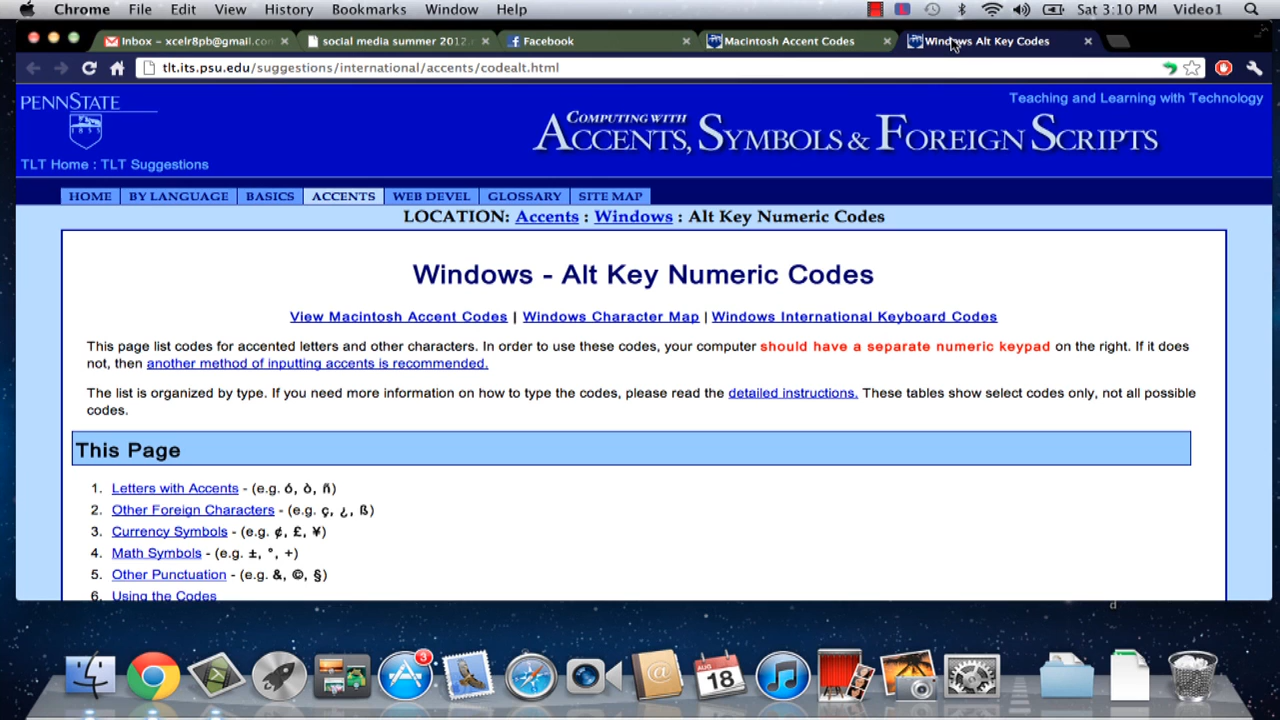 Chrome File Edit View History Bookmarks Window Help Sat 3:10 PM Video1
Inbox - xcelr8pb@gmail.con × social media summer 2012. × Facebook × Macintosh Accent Codes × Windows Alt Key Codes ×
tlt.its.psu.edu/suggestions/international/accents/codealt.html
PENNSTATE
1855
TLT Home : TLT Suggestions
Teaching and Learning with Technology
COMPUTING WITH
ACCENTS, SYMBOLS & FOREIGN SCRIPTS
HOME BY LANGUAGE BASICS ACCENTS WEB DEVEL GLOSSARY SITE MAP
LOCATION: Accents : Windows : Alt Key Numeric Codes
Windows - Alt Key Numeric Codes
View Macintosh Accent Codes | Windows Character Map | Windows International Keyboard Codes
This page list codes for accented letters and other characters. In order to use these codes, your computer should have a separate numeric keypad on the right. If it does
not, then another method of inputting accents is recommended.
The list is organized by type. If you need more information on how to type the codes, please read the detailed instructions. These tables show select codes only, not all possible
codes.
This Page
1. Letters with Accents - (e.g. ó, ò, ñ)
2. Other Foreign Characters - (e.g. ç, ¿, ß)
3. Currency Symbols - (e.g. ¢, £, ¥)
4. Math Symbols - (e.g. ±, °, ÷)
5. Other Punctuation - (e.g. &, ©, §)
6. Using the Codes
d
3
AUG
18